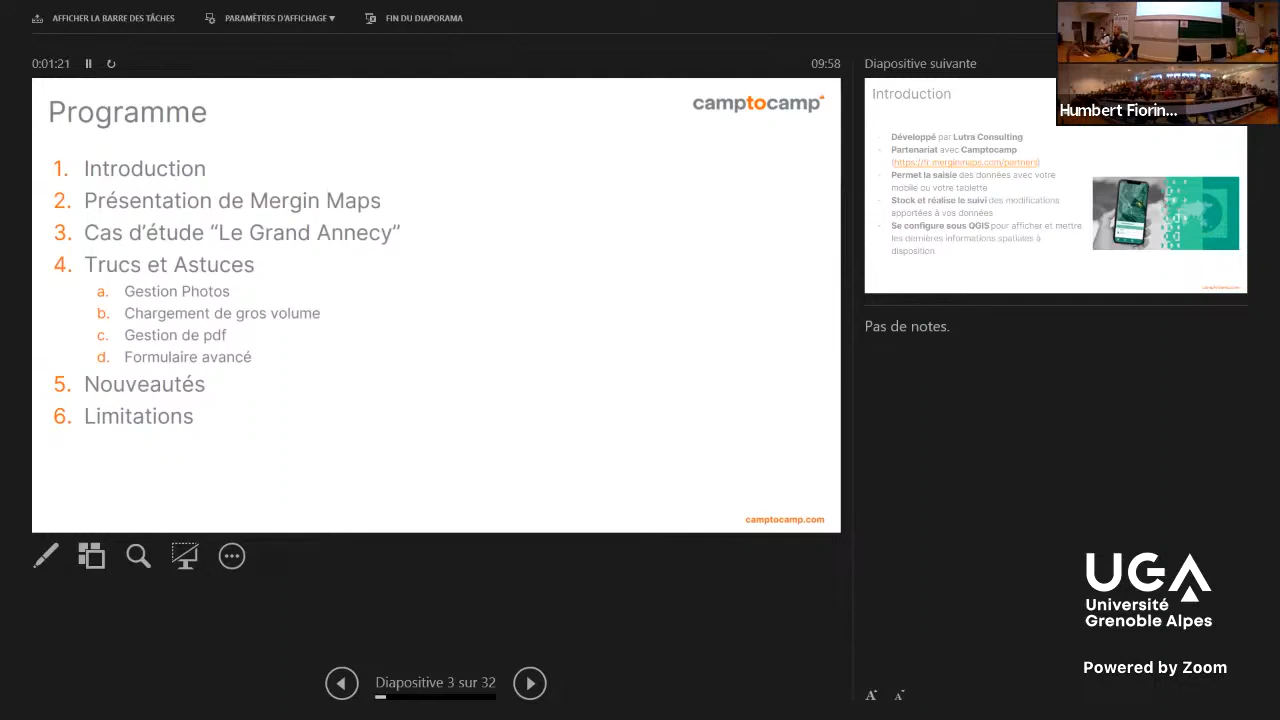 AFFICHER LA BARRE DES TÂCHES
PARAMÈTRES D'AFFICHAGE ▼
FIN DU DIAPORAMA
0:01:21
09:58
Programme
camptocamp
1. Introduction
2. Présentation de Mergin Maps
3. Cas d'étude “Le Grand Annecy”
4. Trucs et Astuces
a. Gestion Photos
b. Chargement de gros volume
c. Gestion de pdf
d. Formulaire avancé
5. Nouveautés
6. Limitations
camptocamp.com
Diapositive 3 sur 32
Diapositive suivante
Introduction
Développé par Lutra Consulting
Partenariat avec Camptocamp
(https://fr.merginmaps.com/partners)
Permet la saisie des données avec votre
mobile ou votre tablette
Stock et réalise le suivi des modifications
apportées à vos données
Se configure sous QGIS pour afficher et mettre
les dernières informations spatiales à
disposition
camptocamp.com
Pas de notes.
Humbert Fiorin...
UGA
Université
Grenoble Alpes
Powered by Zoom
A
A